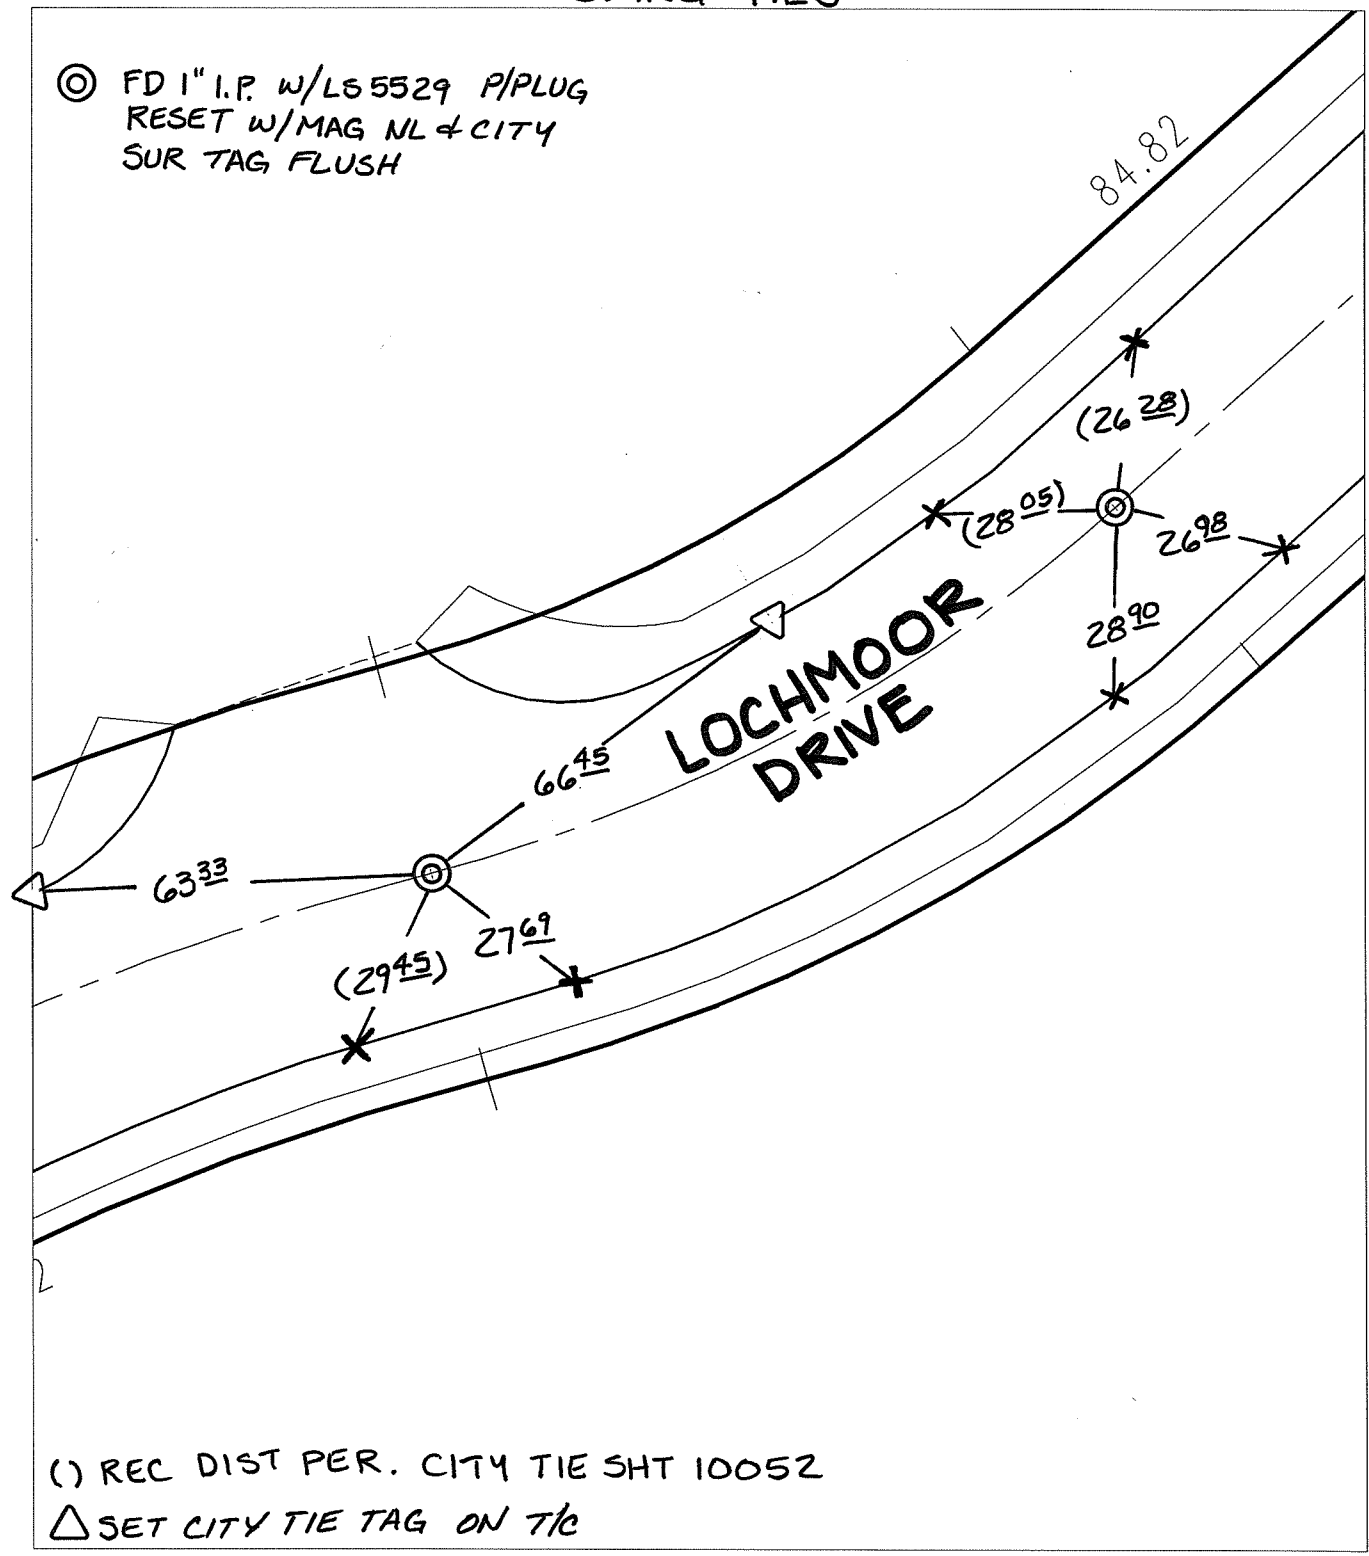 FD 1" I.P. W/LS 5529 P/PLUG
RESET W/MAG NL & CITY
SUR TAG FLUSH
84.82
(26 28)
(28 05)
26 98
28 90
LOCHMOOR
DRIVE
66 45
63 33
27 69
(29 45)
2
() REC DIST PER. CITY TIE SHT 10052
△ SET CITY TIE TAG ON T/C